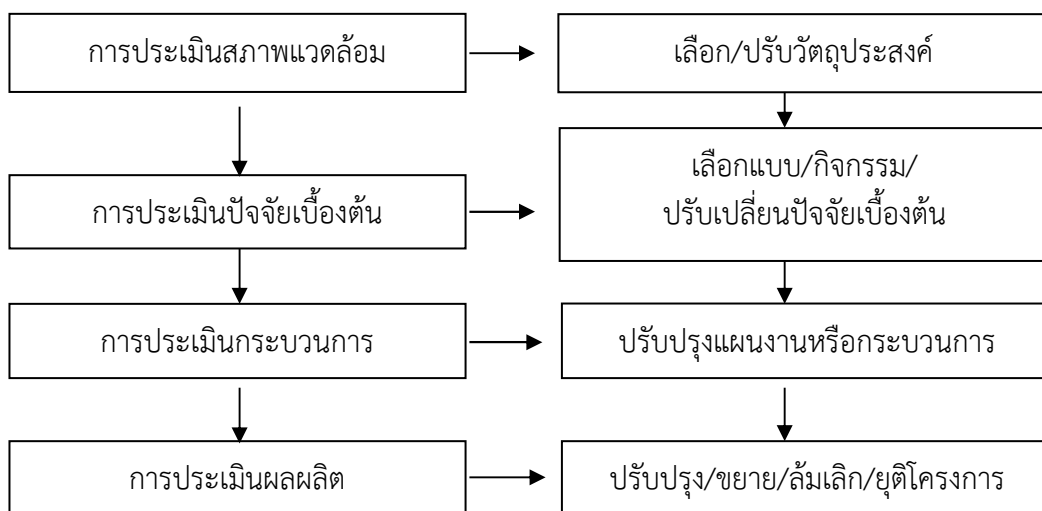 การประเมินสภาพแวดล้อม
เลือก/ปรับวัตถุประสงค์
การประเมินปัจจัยเบื้องต้น
เลือกแบบ/กิจกรรม/
ปรับเปลี่ยนปัจจัยเบื้องต้น
การประเมินกระบวนการ
ปรับปรุงแผนงานหรือกระบวนการ
การประเมินผลผลิต
ปรับปรุง/ขยาย/ล้มเลิก/ยุติโครงการ